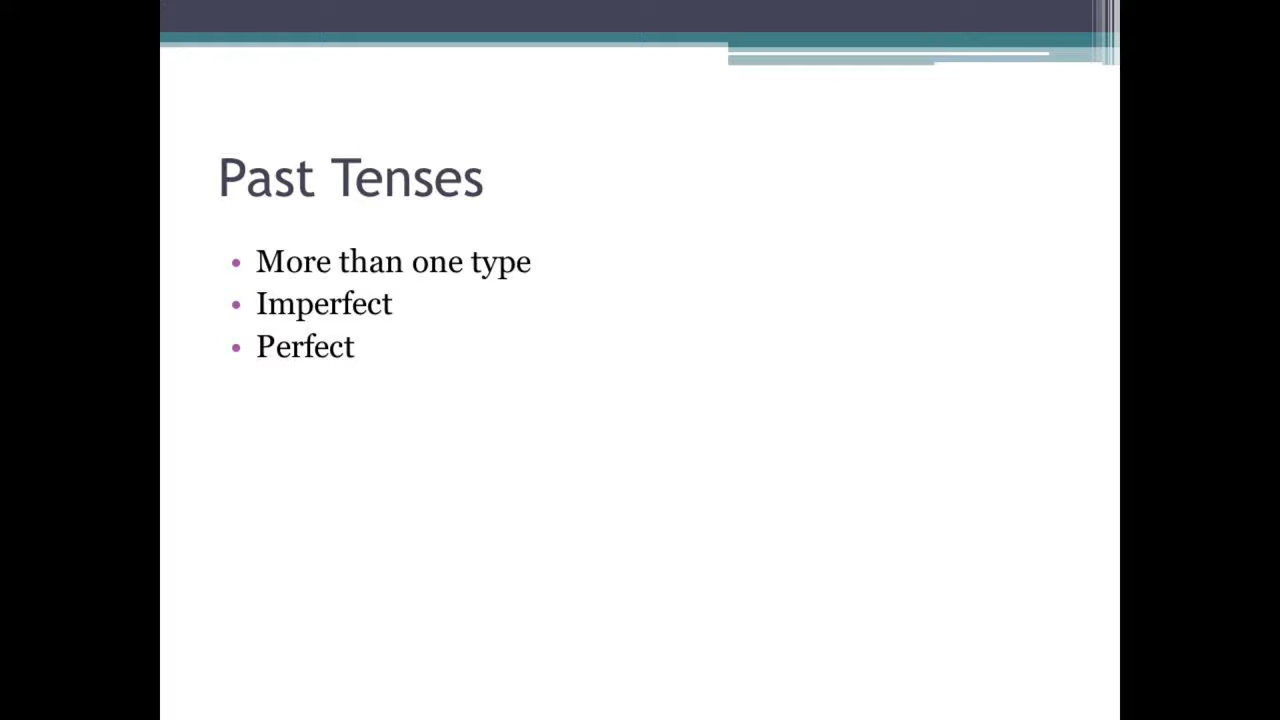 Past Tenses
• More than one type
• Imperfect
• Perfect